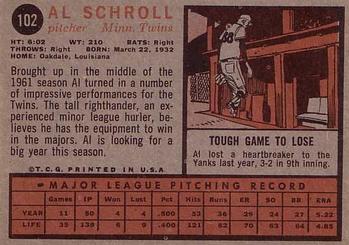 102
AL SCHROLL
pitcher - Minn. Twins
HT: 6:02 WT: 210 BATS: Right
THROWS: Right BORN: March 22, 1932
HOME: Oakdale, Louisiana
Brought up in the middle of the
1961 season Al turned in a number
of impressive performances for the
Twins. The tall righthander, an ex-
perienced minor league hurler, be-
lieves he has the equipment to win
in the majors. Al is looking for a
big year this season.
© T.C.G. PRINTED IN U.S.A.
TOUGH GAME TO LOSE
Al lost a heartbreaker to the
Yanks last year, 3-2 in 9th inning.
MAJOR LEAGUE PITCHING RECORD
Games IP Won Lost Pct. Hits Runs ER SO BB ERA
YEAR 11 50 4 4 .500 53 36 29 24 27 5.22
LIFE 35 6 9 .400 64 4.85